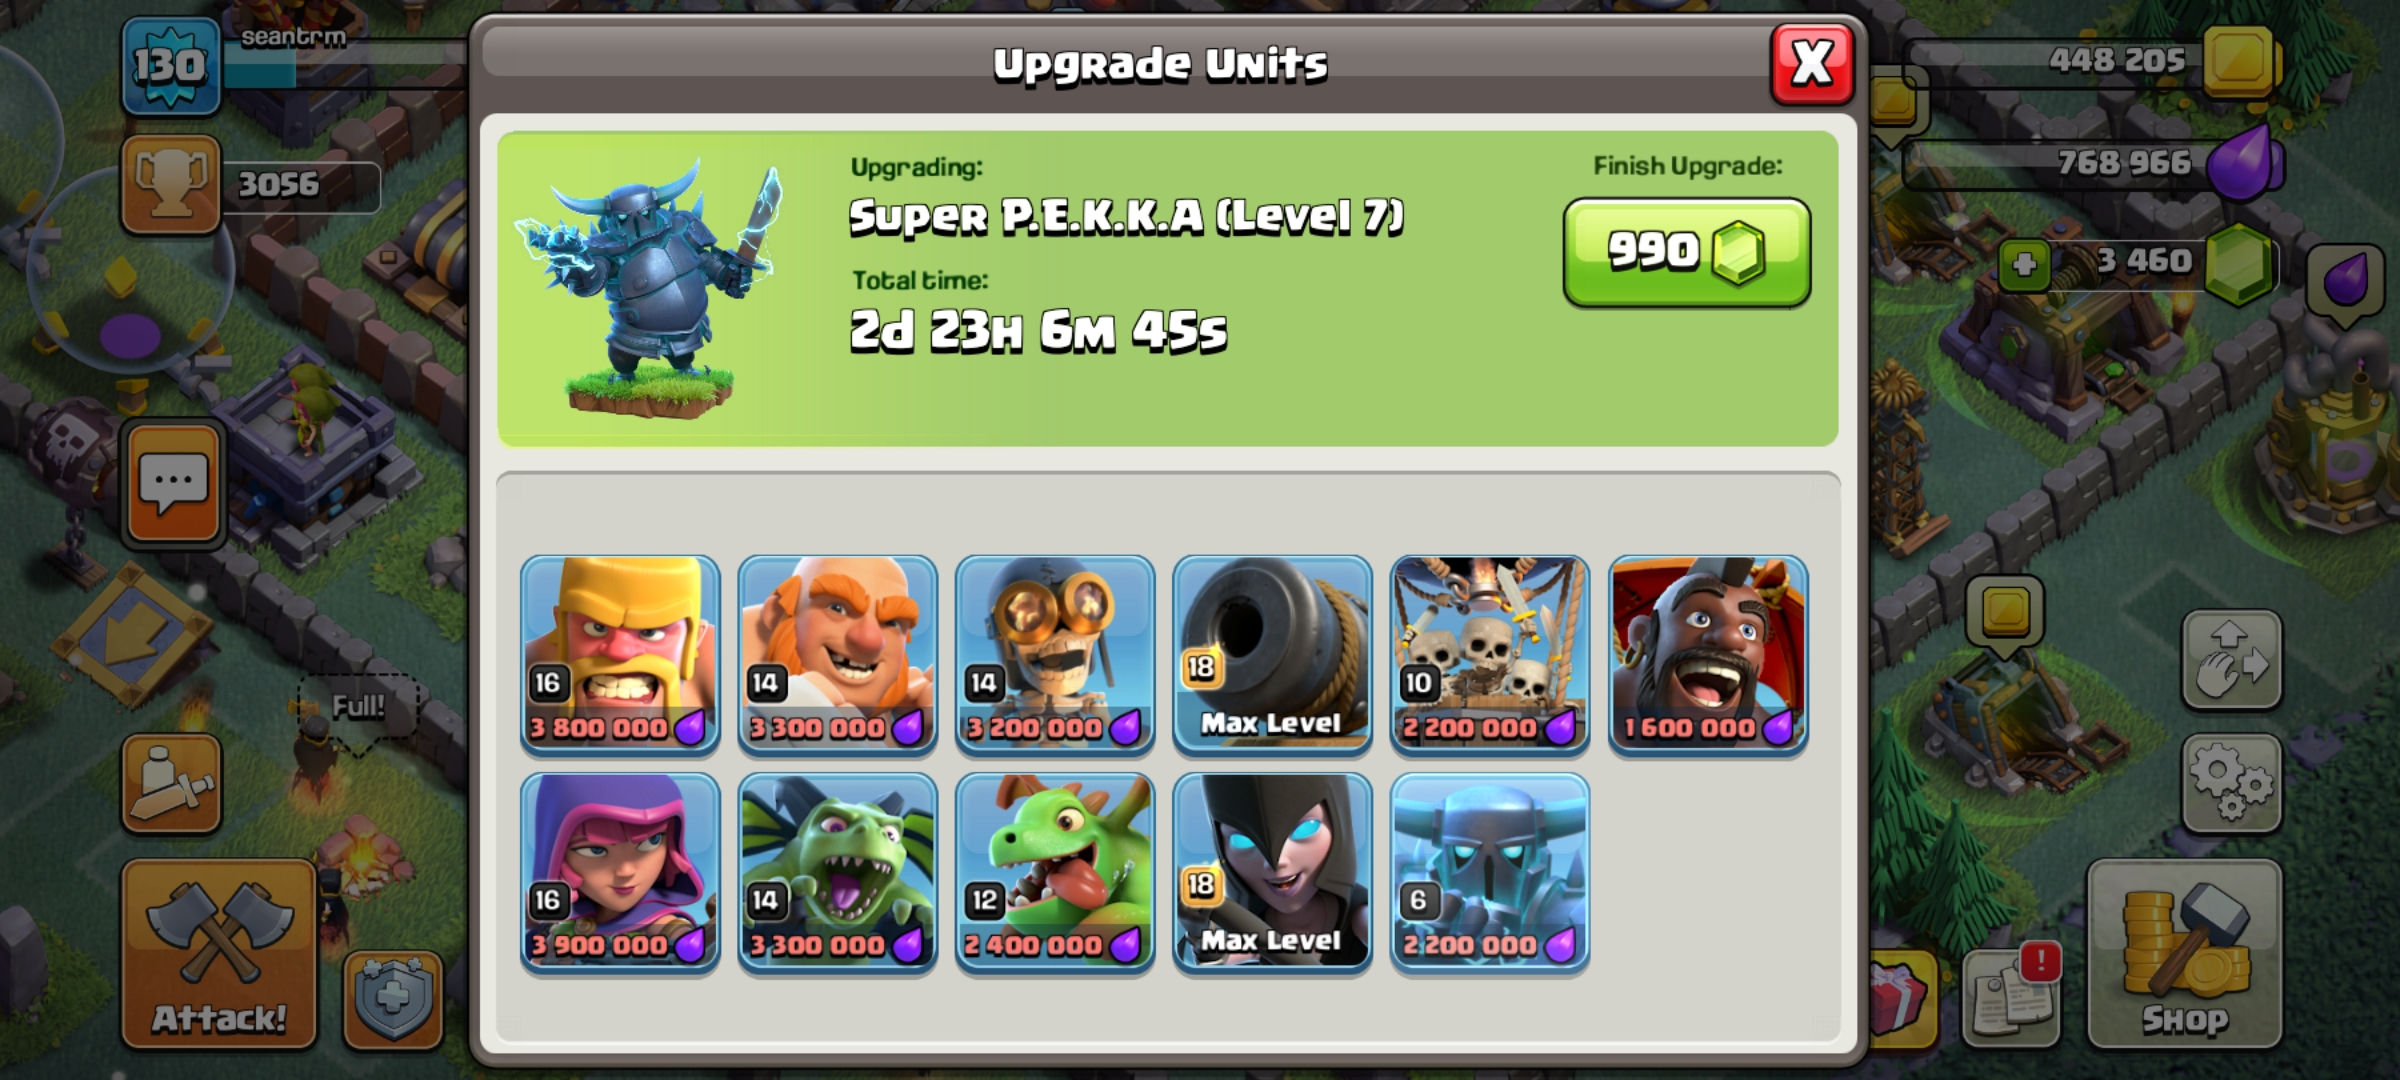 130
seantrm
3056
Upgrade Units
X
448 205
768 966
3 460
Upgrading:
Super P.E.K.K.A (Level 7)
Total time:
2d 23H 6M 45s
Finish Upgrade:
990
16
3 800 000
14
3 300 000
14
3 200 000
18
Max Level
10
2 200 000
1 600 000
16
3 900 000
14
3 300 000
12
2 400 000
18
Max Level
6
2 200 000
Full!
Attack!
!
Shop